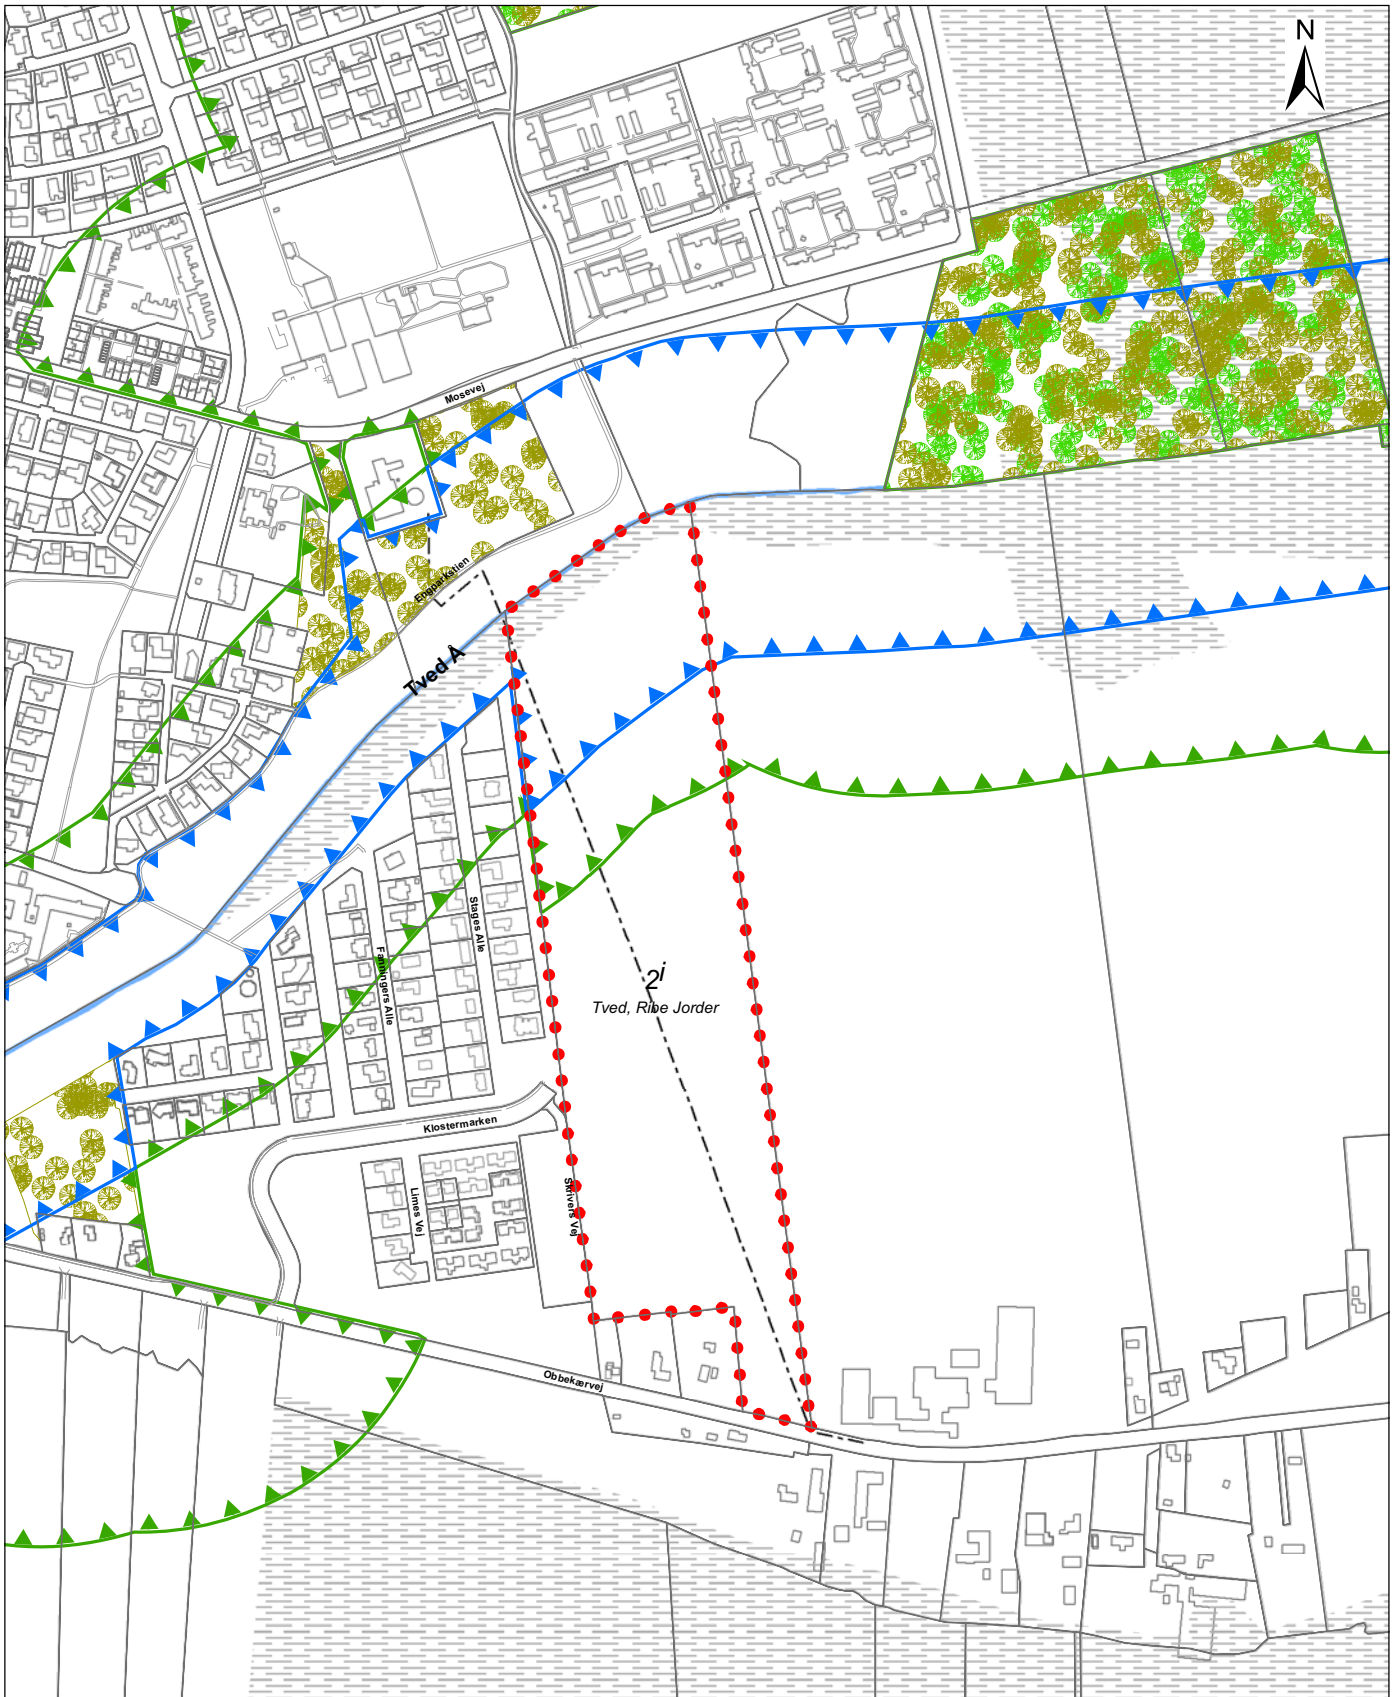 N
Mosevej
Engparkstien
Tved Å
Stages Alle
Fanningers Alle
2i
Tved, Ribe Jorder
Klostermarken
Limes Vej
Skrivers Vej
Obbekærvej